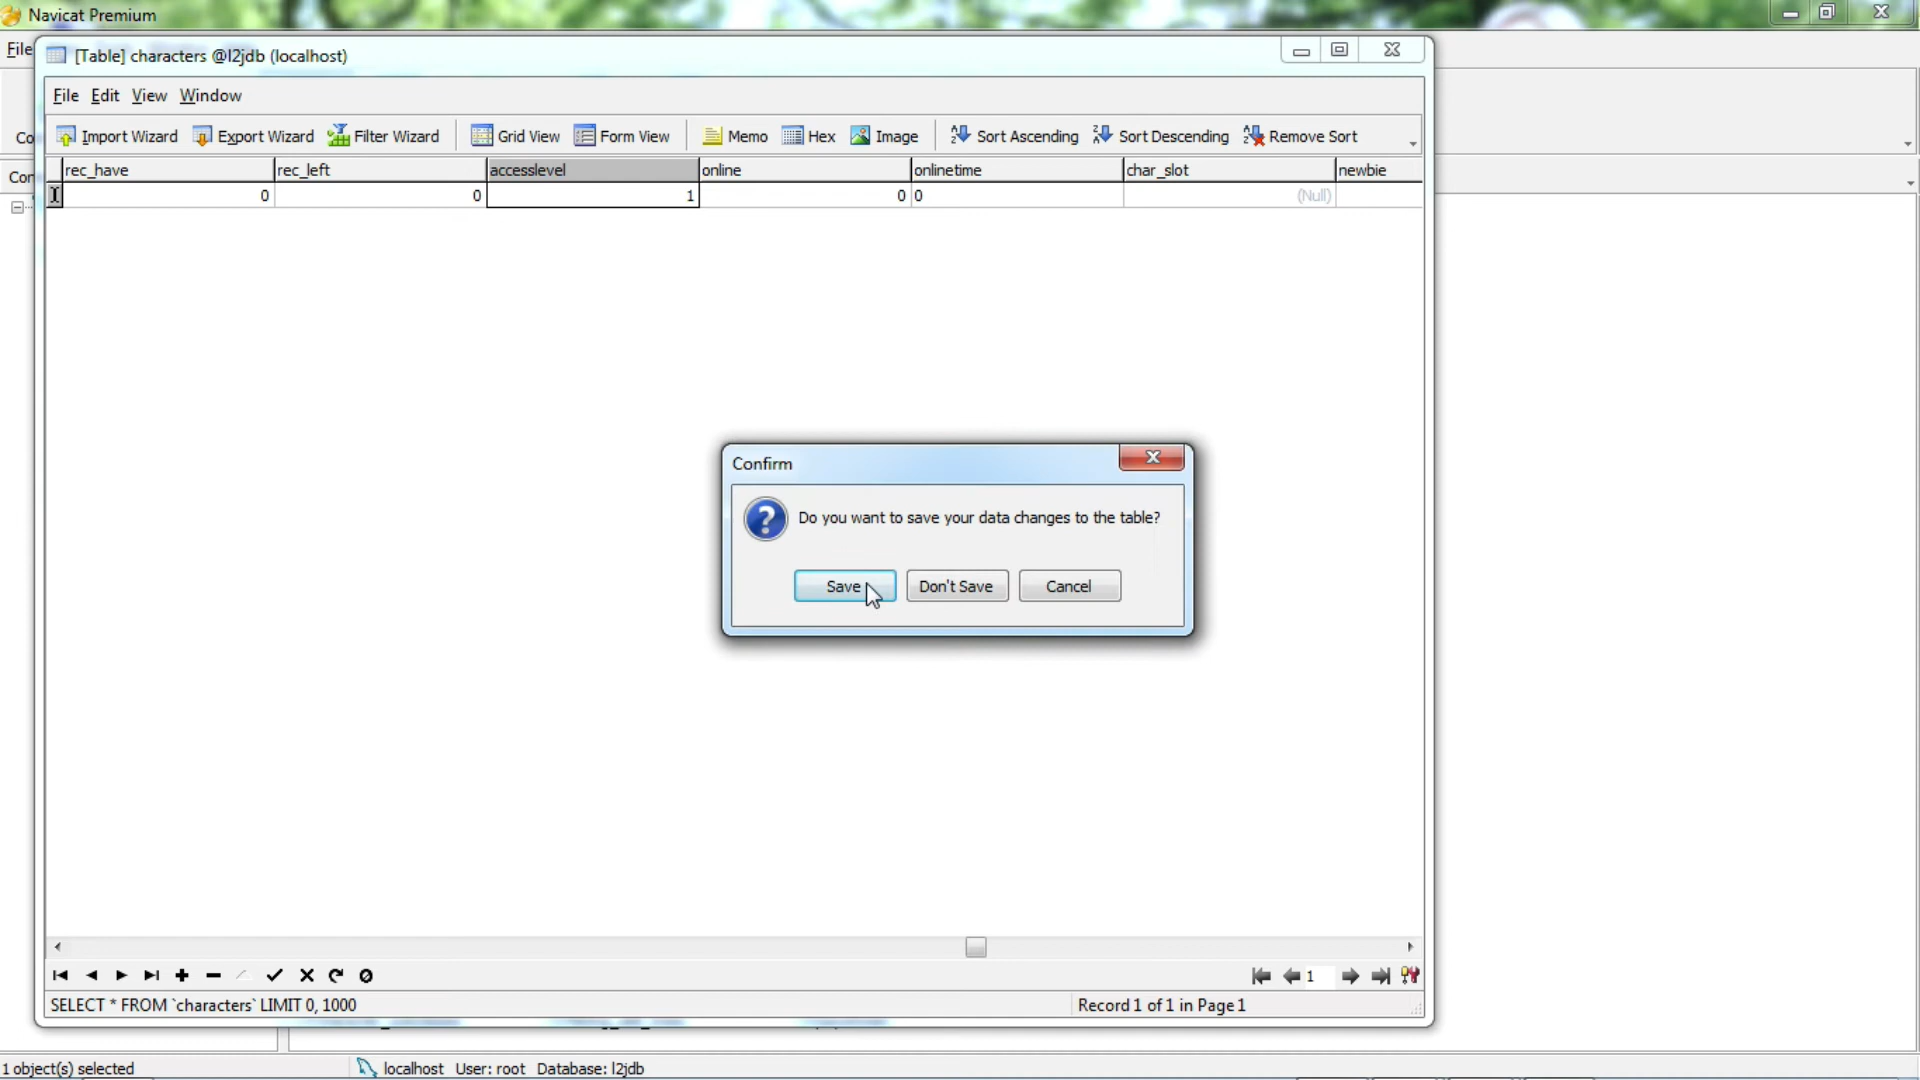 Navicat Premium
File
[Table] characters @l2jdb (localhost)
File Edit View Window
Co
Import Wizard Export Wizard Filter Wizard Grid View Form View Memo Hex Image Sort Ascending Sort Descending Remove Sort
Cor
rec_have rec_left accesslevel online onlinetime char_slot newbie
0 0 1 0 0 (Null)
Confirm
Do you want to save your data changes to the table?
Save Don't Save Cancel
1
SELECT * FROM `characters` LIMIT 0, 1000 Record 1 of 1 in Page 1
1 object(s) selected localhost User: root Database: l2jdb